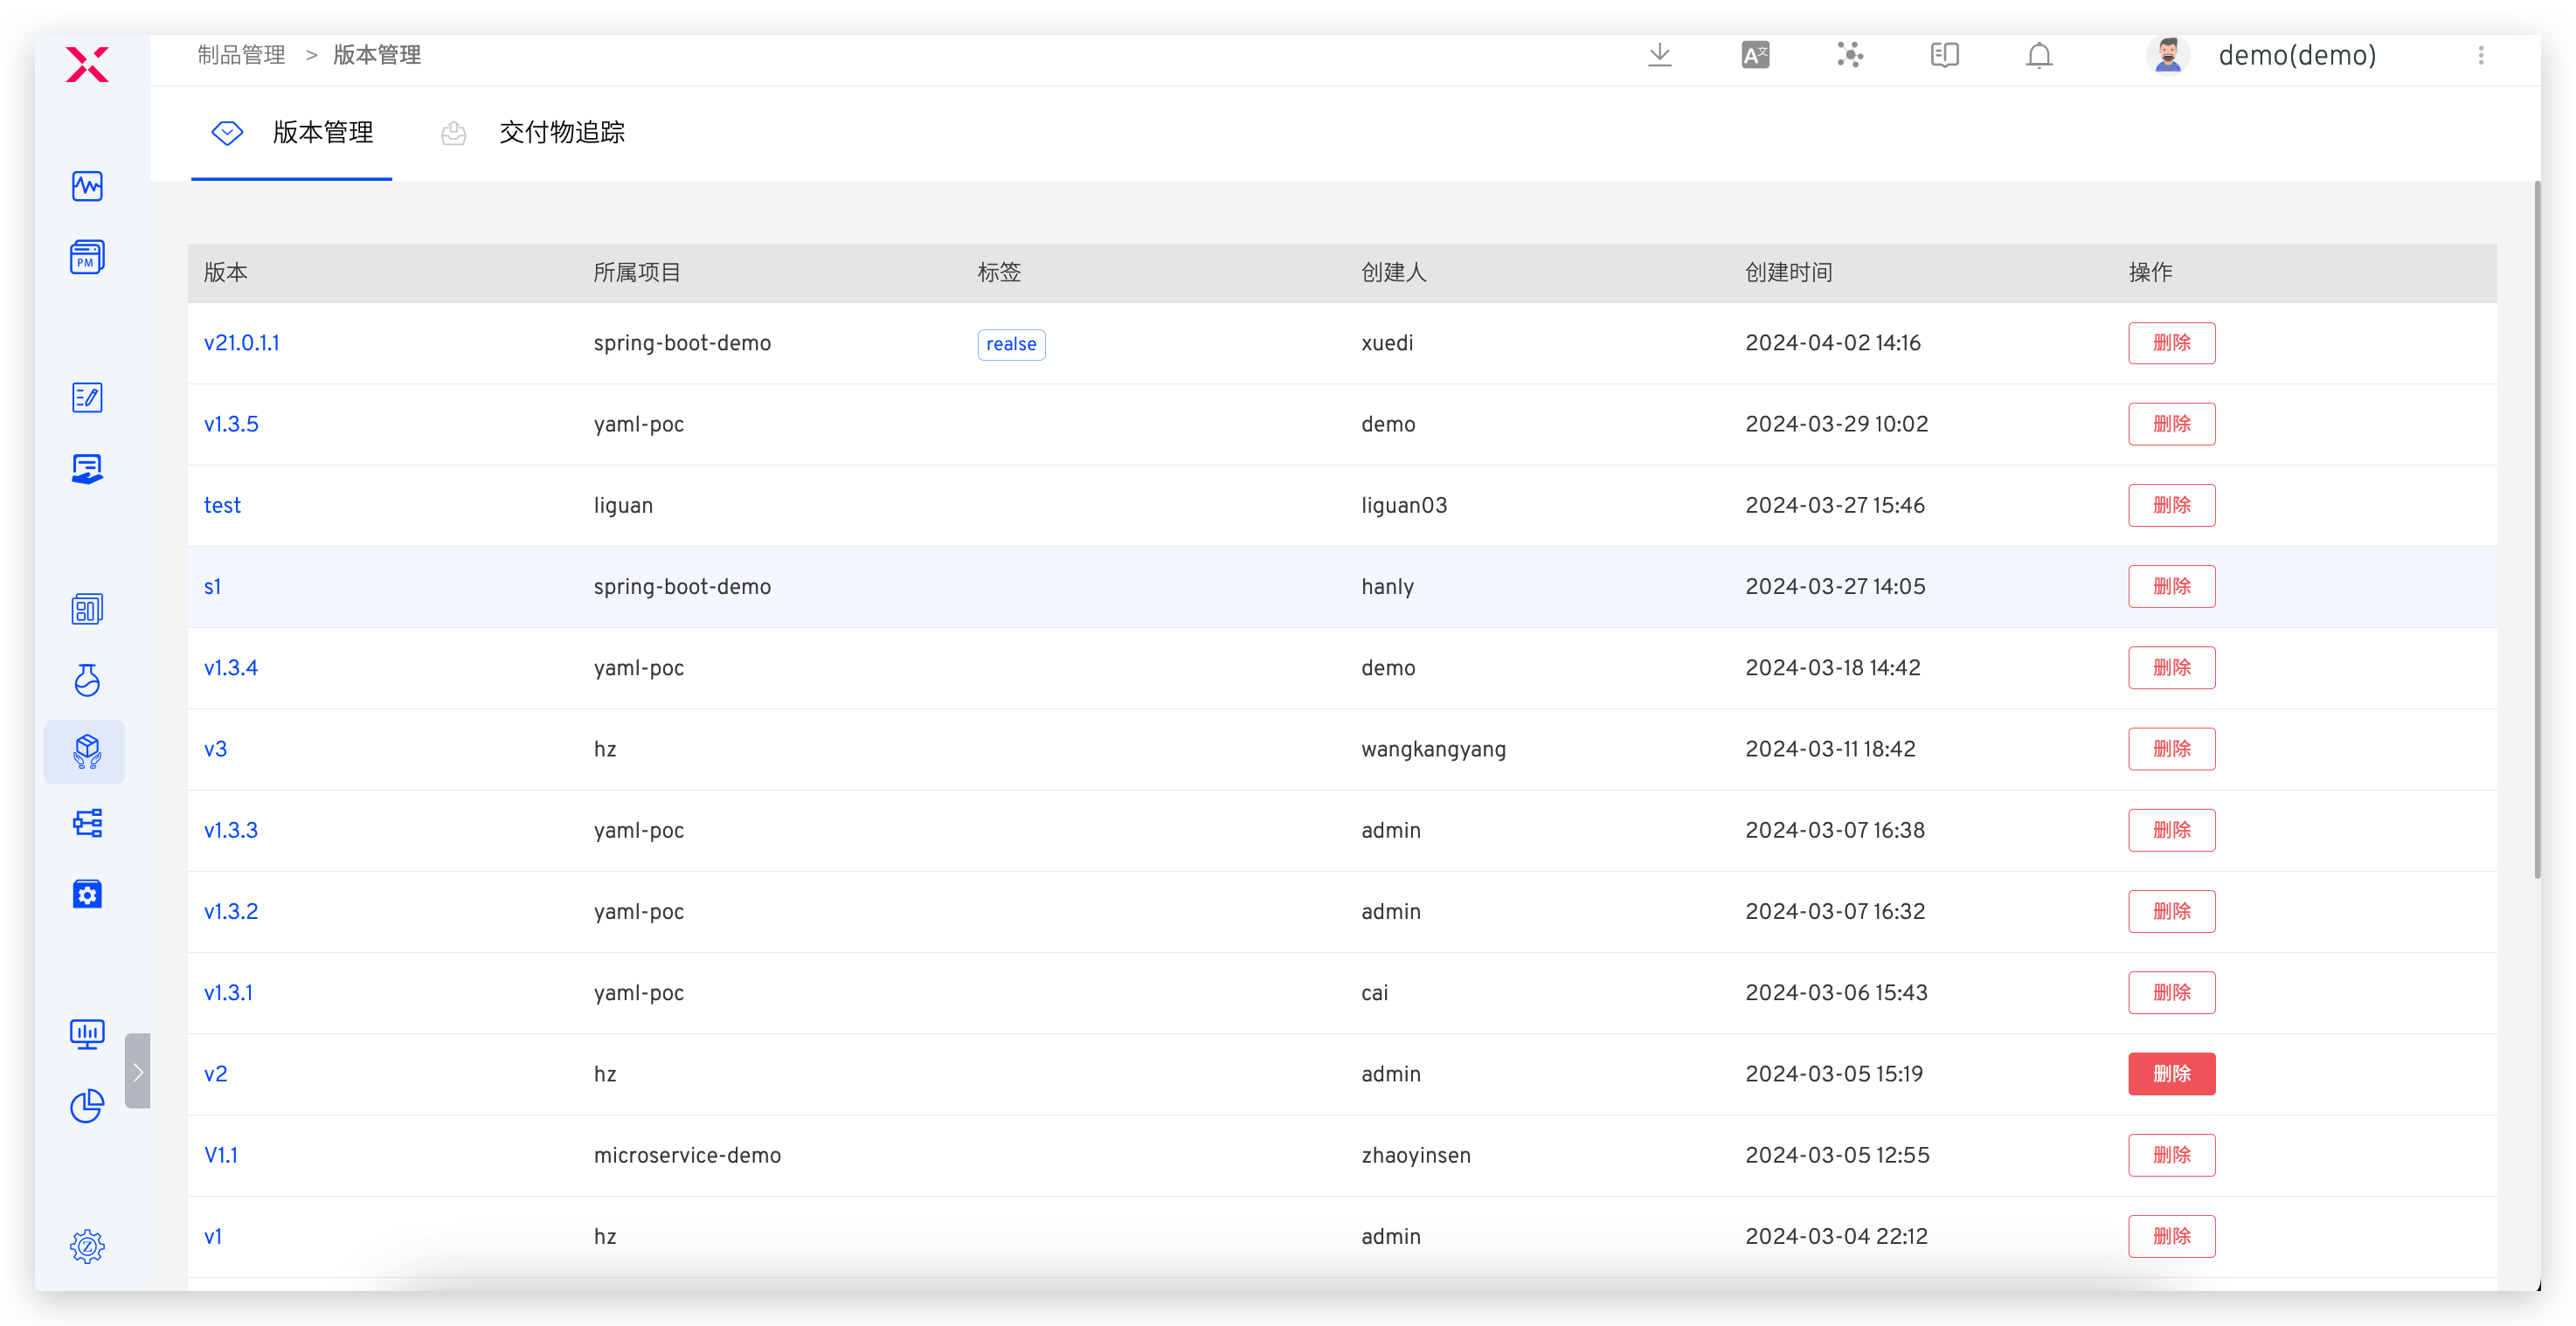 制品管理 > 版本管理
demo(demo)
版本管理 交付物追踪
PM
版本 所属项目 标签 创建人 创建时间 操作
v21.0.1.1 spring-boot-demo realse xuedi 2024-04-02 14:16 删除
v1.3.5 yaml-poc demo 2024-03-29 10:02 删除
test liguan liguan03 2024-03-27 15:46 删除
s1 spring-boot-demo hanly 2024-03-27 14:05 删除
v1.3.4 yaml-poc demo 2024-03-18 14:42 删除
v3 hz wangkangyang 2024-03-11 18:42 删除
v1.3.3 yaml-poc admin 2024-03-07 16:38 删除
v1.3.2 yaml-poc admin 2024-03-07 16:32 删除
v1.3.1 yaml-poc cai 2024-03-06 15:43 删除
v2 hz admin 2024-03-05 15:19 删除
V1.1 microservice-demo zhaoyinsen 2024-03-05 12:55 删除
v1 hz admin 2024-03-04 22:12 删除